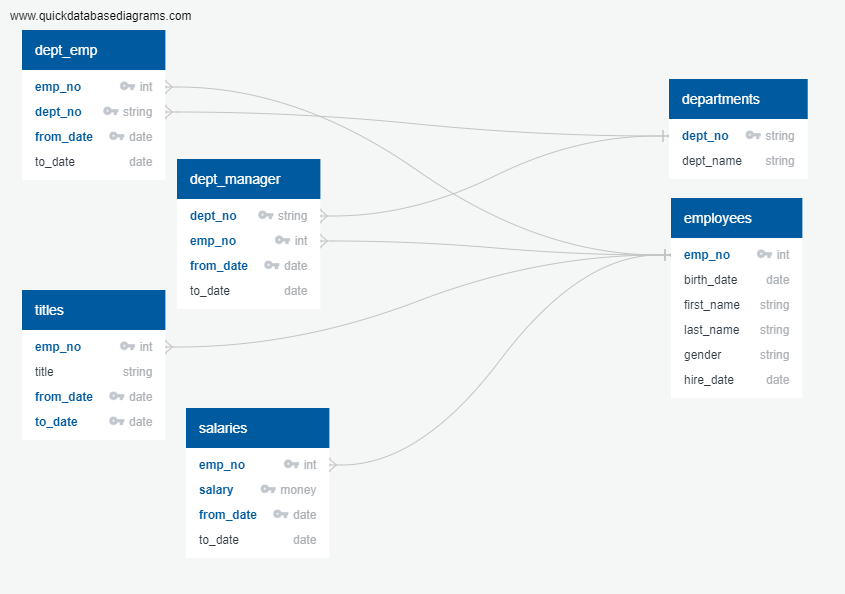 www.quickdatabasediagrams.com
dept_emp
emp_no int
dept_no string
from_date date
to_date date
dept_manager
dept_no string
emp_no int
from_date date
to_date date
titles
emp_no int
title string
from_date date
to_date date
salaries
emp_no int
salary money
from_date date
to_date date
departments
dept_no string
dept_name string
employees
emp_no int
birth_date date
first_name string
last_name string
gender string
hire_date date